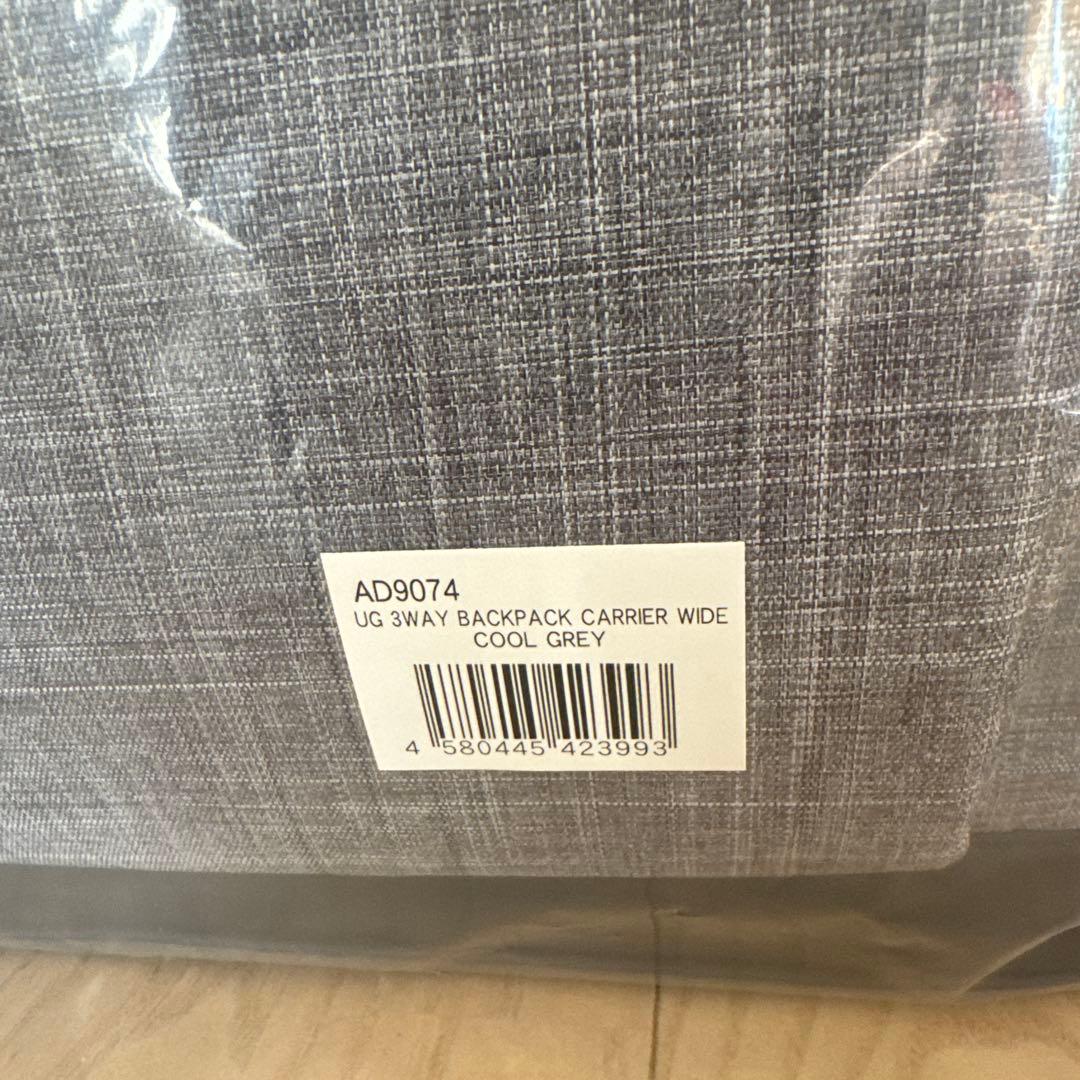 AD9074
UG 3WAY BACKPACK CARRIER WIDE
COOL GREY
4 580445 423993